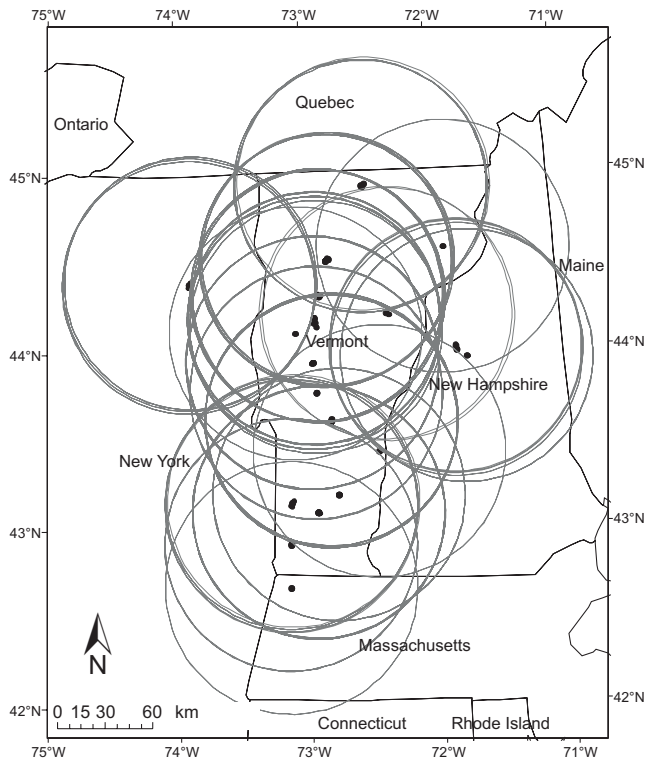 75°W 74°W 73°W 72°W 71°W
Quebec
Ontario
45°N 45°N
Maine
44°N Vermont 44°N
New Hampshire
New York
43°N 43°N
Massachusetts
N
42°N 0 15 30 60 km 42°N
Connecticut Rhode Island
75°W 74°W 73°W 72°W 71°W